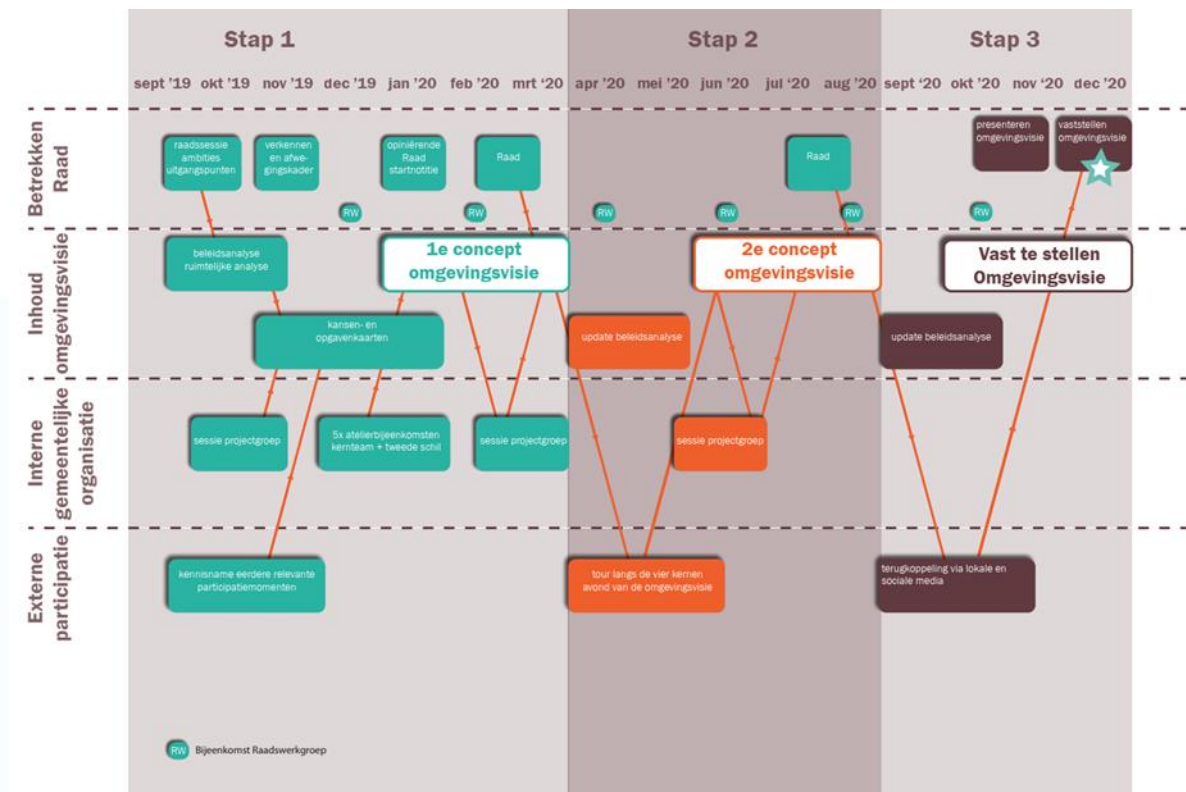 Stap 1
Stap 2
Stap 3
sept '19 okt '19 nov '19 dec '19 jan '20 feb '20 mrt '20 apr '20 mei '20 jun '20 jul '20 aug '20 sept '20 okt '20 nov '20 dec '20
Betrekken
Raad
raadssessie
ambities
uitgangspunten
verkennen
en afwe-
gingskader
opiniërende
Raad
startnotitie
Raad
Raad
presenteren
omgevingsvisie
vaststellen
omgevingsvisie
RW
RW
RW
RW
RW
RW
Inhoud
omgevingsvisie
beleidsanalyse
ruimtelijke analyse
1e concept
omgevingsvisie
2e concept
omgevingsvisie
Vast te stellen
Omgevingsvisie
kansen- en
opgavenkaarten
update beleidsanalyse
update beleidsanalyse
Interne
gemeentelijke
organisatie
sessie projectgroep
5x atelierbijeenkomsten
kernteam + tweede schil
sessie projectgroep
sessie projectgroep
Externe
participatie
kennisname eerdere relevante
participatiemomenten
tour langs de vier kernen
avond van de omgevingsvisie
terugkoppeling via lokale en
sociale media
RW Bijeenkomst Raadswerkgroep